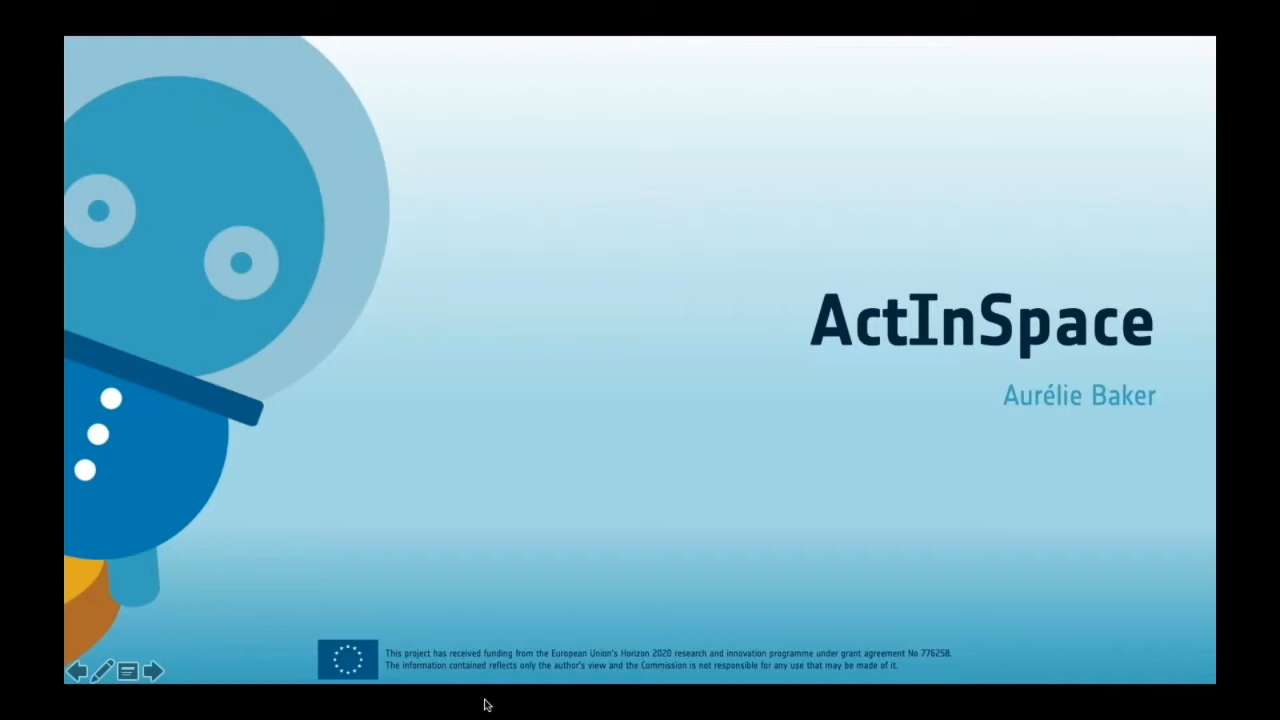 ActInSpace
Aurélie Baker
This project has received funding from the European Union's Horizon 2020 research and innovation programme under grant agreement No 776258.
The information contained reflects only the author's view and the Commission is not responsible for any use that may be made of it.